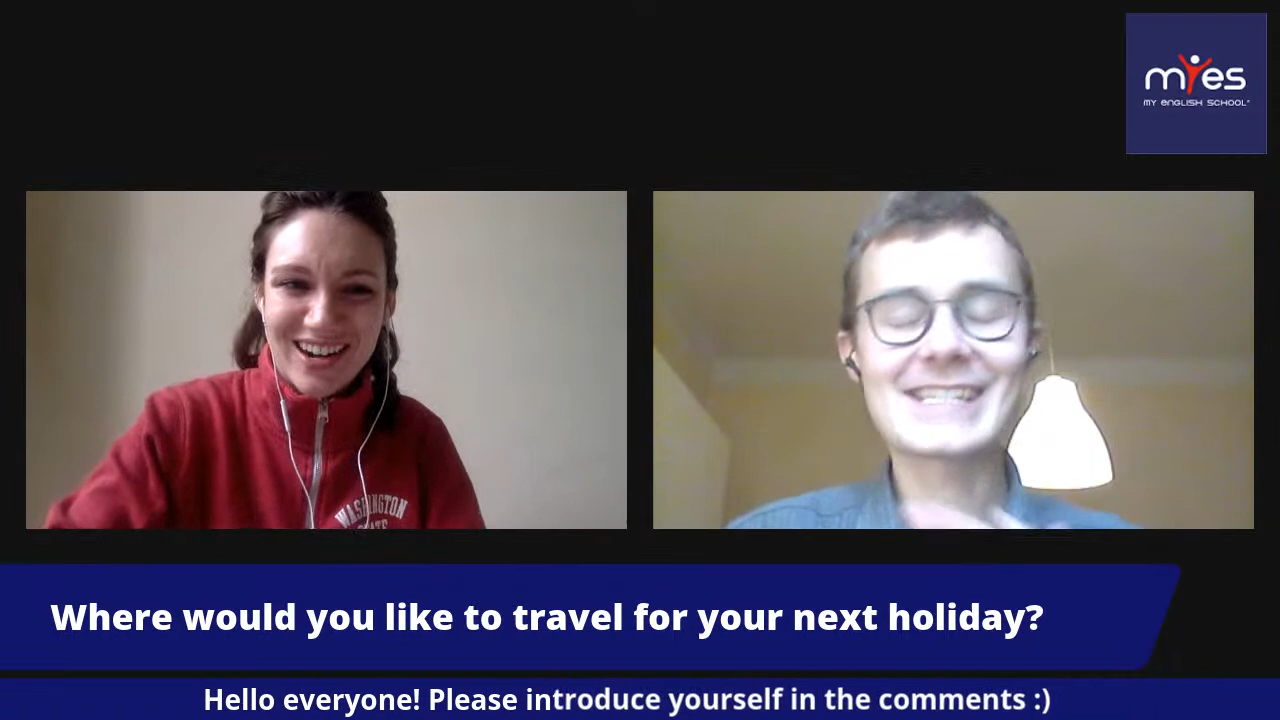 mYes
MY ENGLISH SCHOOL
WASHINGTON
STATE
Where would you like to travel for your next holiday?
Hello everyone! Please introduce yourself in the comments :)